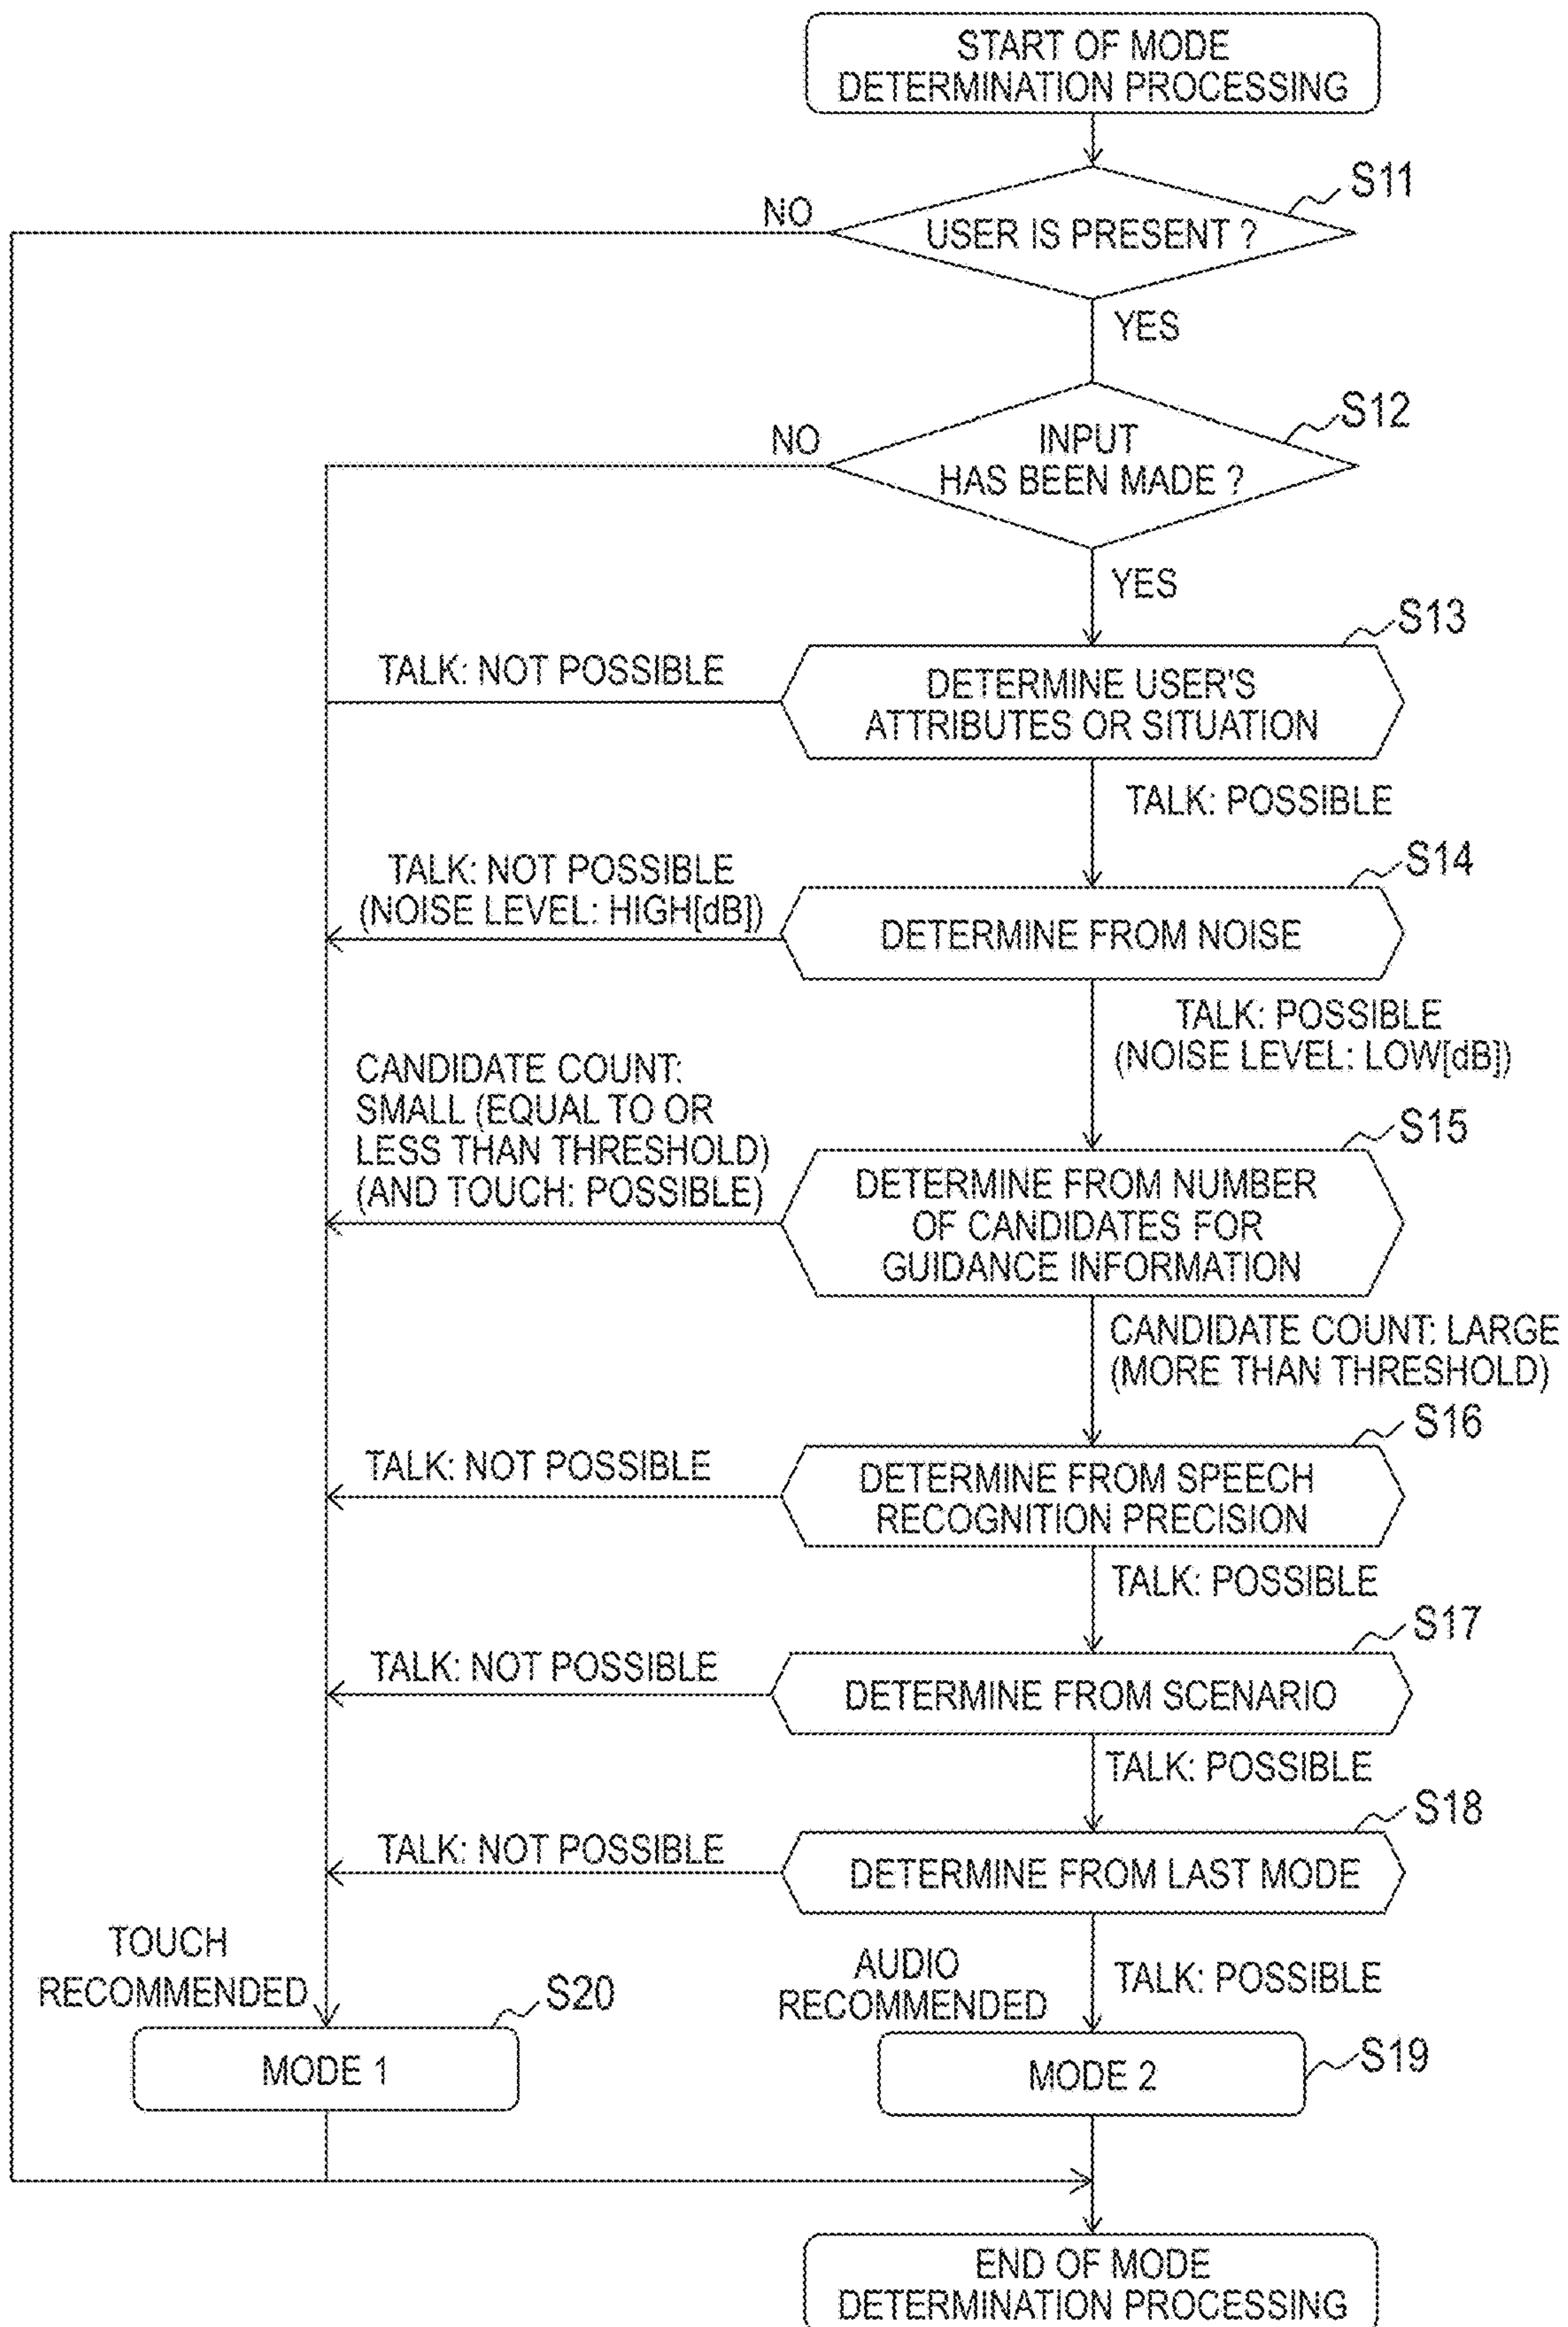 START OF MODE
DETERMINATION PROCESSING
S11
NO
USER IS PRESENT ?
YES
S12
NO
INPUT
HAS BEEN MADE ?
YES
S13
TALK: NOT POSSIBLE
DETERMINE USER'S
ATTRIBUTES OR SITUATION
TALK: POSSIBLE
S14
TALK: NOT POSSIBLE
(NOISE LEVEL: HIGH[dB])
DETERMINE FROM NOISE
TALK: POSSIBLE
(NOISE LEVEL: LOW[dB])
CANDIDATE COUNT:
SMALL (EQUAL TO OR
LESS THAN THRESHOLD)
(AND TOUCH: POSSIBLE)
S15
DETERMINE FROM NUMBER
OF CANDIDATES FOR
GUIDANCE INFORMATION
CANDIDATE COUNT: LARGE
(MORE THAN THRESHOLD)
S16
TALK: NOT POSSIBLE
DETERMINE FROM SPEECH
RECOGNITION PRECISION
TALK: POSSIBLE
S17
TALK: NOT POSSIBLE
DETERMINE FROM SCENARIO
TALK: POSSIBLE
S18
TALK: NOT POSSIBLE
DETERMINE FROM LAST MODE
TOUCH
RECOMMENDED
AUDIO
RECOMMENDED
TALK: POSSIBLE
S20
MODE 1
S19
MODE 2
END OF MODE
DETERMINATION PROCESSING